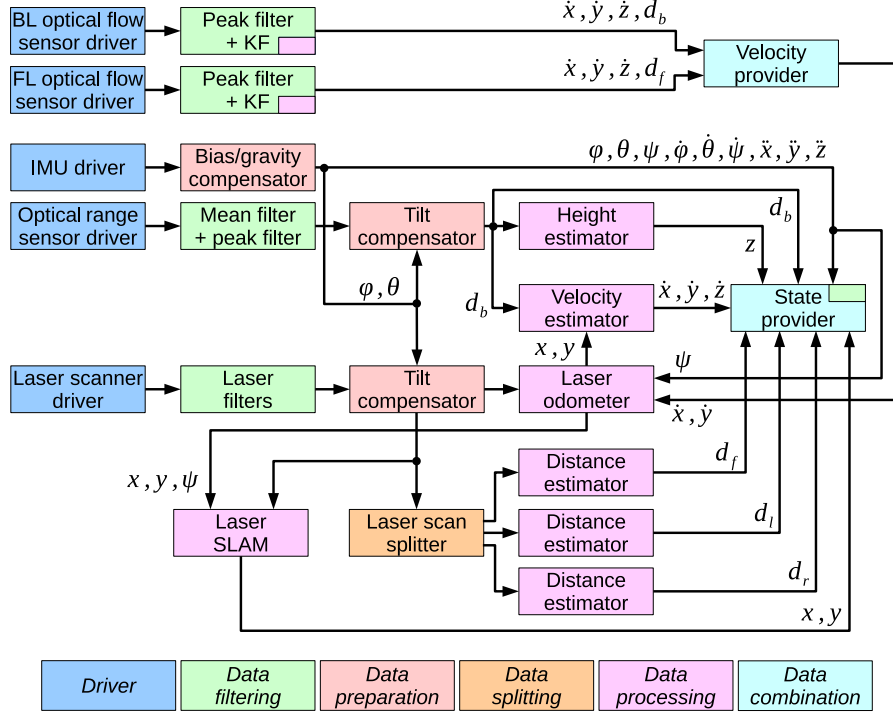 BL optical flow
sensor driver
Peak filter
+ KF
ẋ, ẏ, ż, d_b
Velocity
provider
FL optical flow
sensor driver
Peak filter
+ KF
ẋ, ẏ, ż, d_f
IMU driver
Bias/gravity
compensator
φ, θ, ψ, φ̇, θ̇, ψ̇, ẍ, ÿ, z̈
Optical range
sensor driver
Mean filter
+ peak filter
Tilt
compensator
Height
estimator
d_b
z
φ, θ
d_b
Velocity
estimator
ẋ, ẏ, ż
State
provider
x, y
ψ
Laser scanner
driver
Laser
filters
Tilt
compensator
Laser
odometer
ẋ, ẏ
x, y, ψ
Distance
estimator
d_f
Laser
SLAM
Laser scan
splitter
Distance
estimator
d_l
Distance
estimator
d_r
x, y
Driver
Data
filtering
Data
preparation
Data
splitting
Data
processing
Data
combination